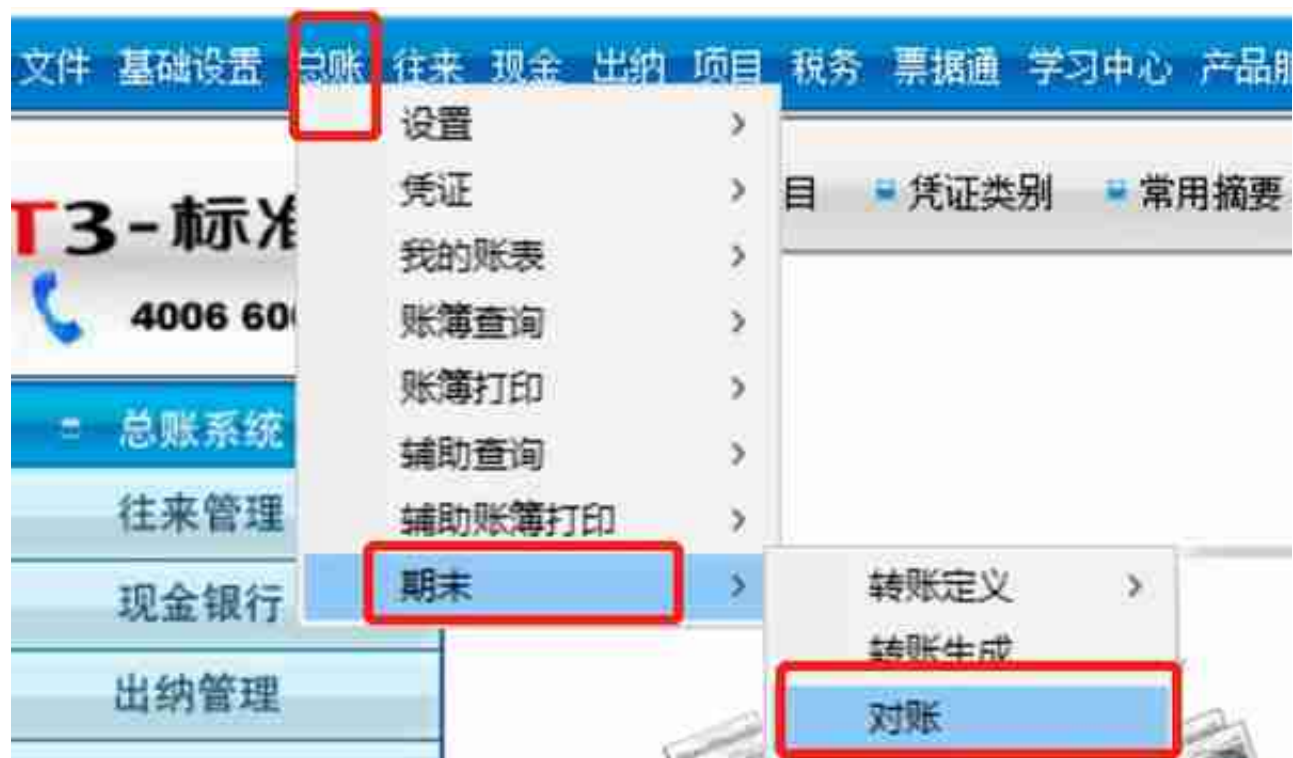 文件 基础设置 总账 往来 现金 出纳 项目 税务 票据通 学习中心 产品服
设置
凭证
目 凭证类别 常用摘要
T3-标准
我的账表
4006 60
账簿查询
账簿打印
总账系统
辅助查询
往来管理
辅助账簿打印
现金银行
期末
转账定义
转账生成
出纳管理
对账